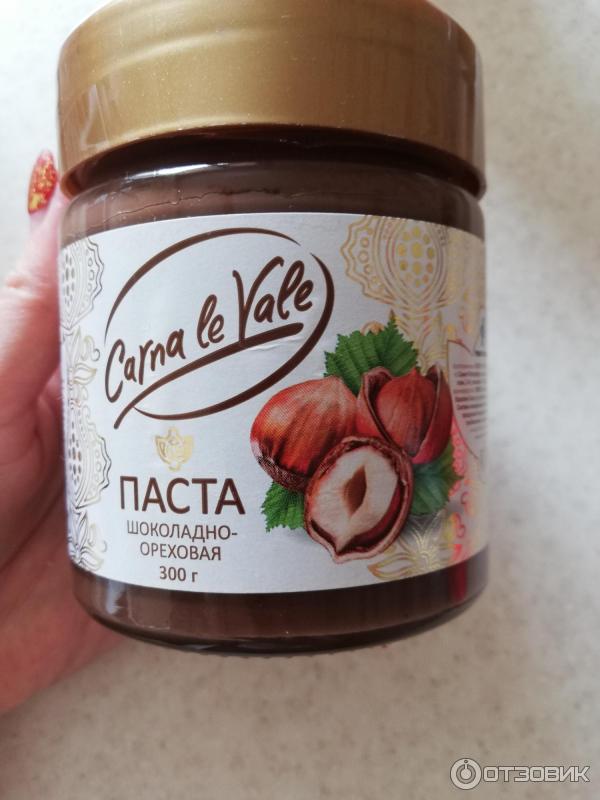 Carna le Vale
ПАСТА
ШОКОЛАДНО-
ОРЕХОВАЯ
300 г
ОТЗОВИК